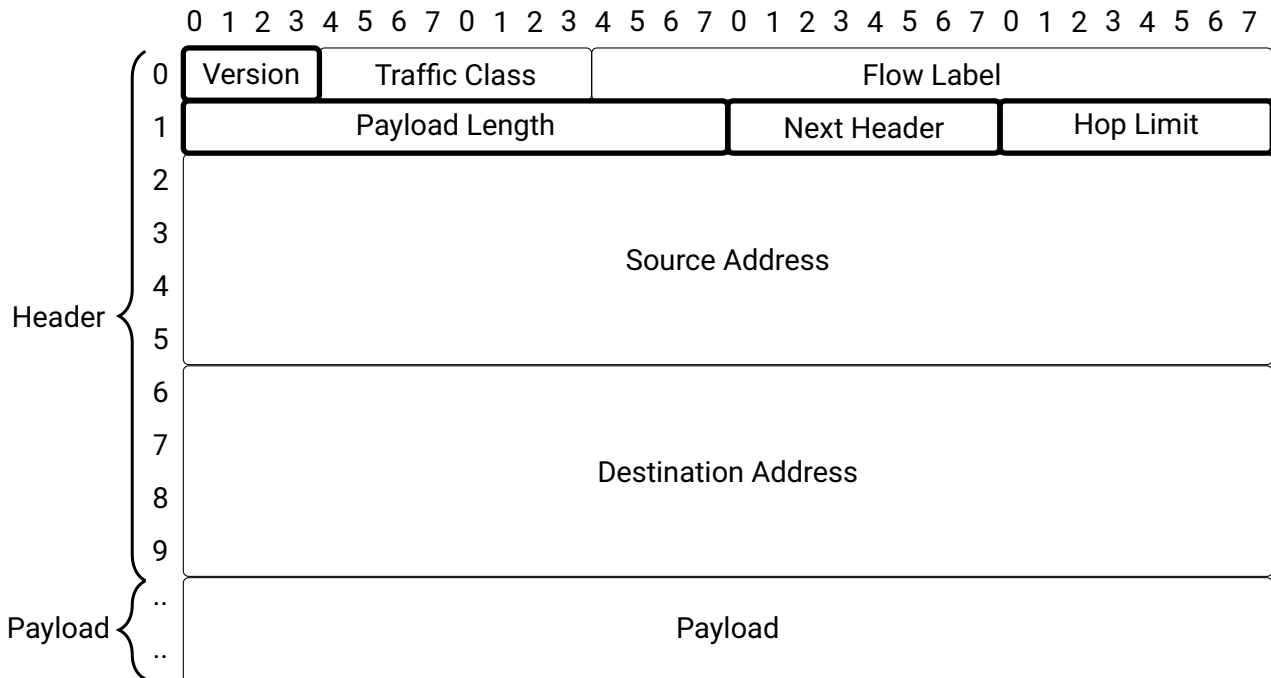 0 1 2 3 4 5 6 7 0 1 2 3 4 5 6 7 0 1 2 3 4 5 6 7 0 1 2 3 4 5 6 7
0 Version Traffic Class Flow Label
1 Payload Length Next Header Hop Limit
2
3
Source Address
4
Header
5
6
7
Destination Address
8
9
..
Payload Payload
..